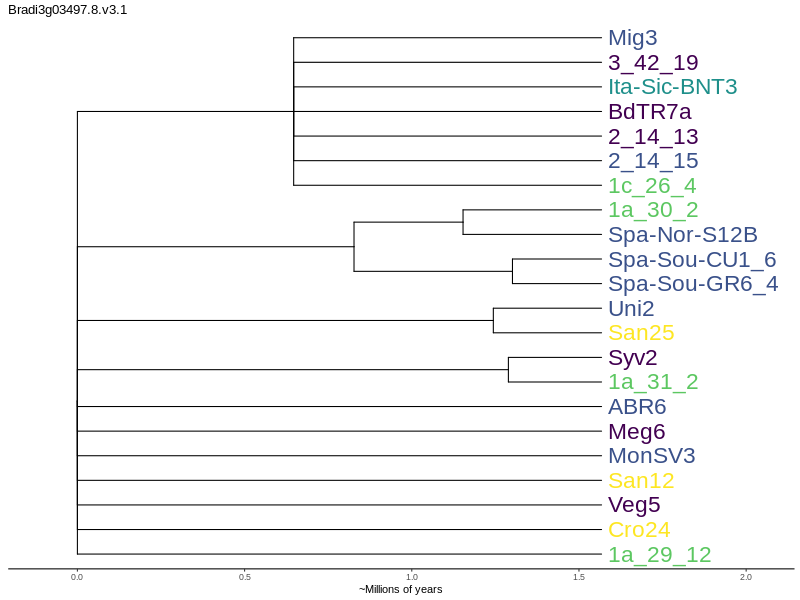 Bradi3g03497.8.v3.1
Mig3
3_42_19
Ita-Sic-BNT3
BdTR7a
2_14_13
2_14_15
1c_26_4
1a_30_2
Spa-Nor-S12B
Spa-Sou-CU1_6
Spa-Sou-GR6_4
Uni2
San25
Syv2
1a_31_2
ABR6
Meg6
MonSV3
San12
Veg5
Cro24
1a_29_12
0.0 0.5 1.0 1.5 2.0
~Millions of years